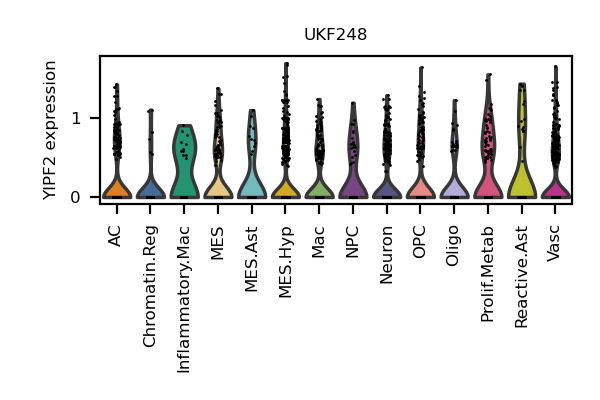 UKF248
YIPF2 expression
1
0
AC
Chromatin.Reg
Inflammatory.Mac
MES
MES.Ast
MES.Hyp
Mac
NPC
Neuron
OPC
Oligo
Prolif.Metab
Reactive.Ast
Vasc